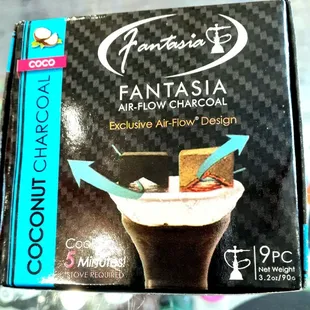 Fantasia
COCO
FANTASIA
AIR-FLOW CHARCOAL
Exclusive Air-Flow® Design
COCONUT CHARCOAL
5 Minutes!
STOVE REQUIRED
9PC
Net Weight
3.2oz/90g